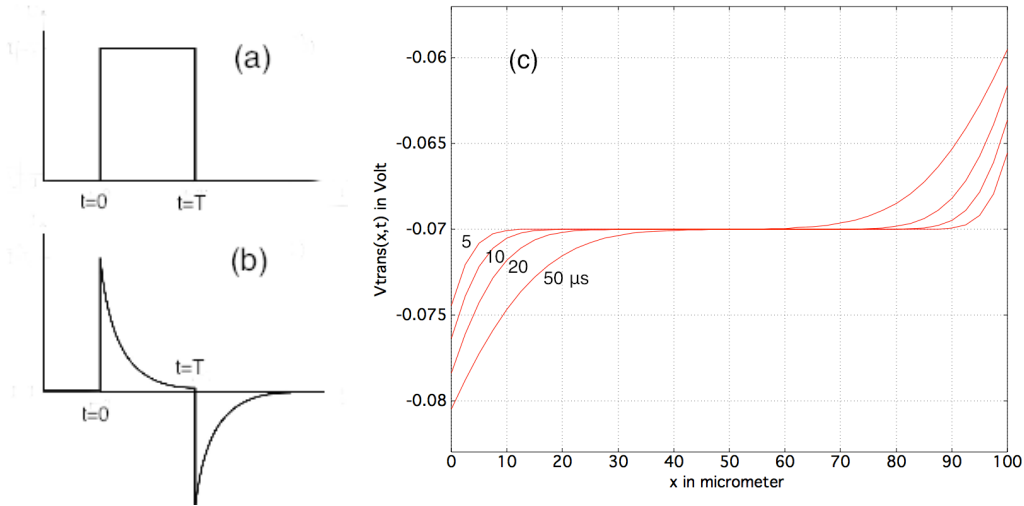 (a)
t=0
t=T
(b)
t=T
t=0
(c)
-0.06
-0.065
-0.07
-0.075
-0.08
Vtrans(x,t) in Volt
5
10
20
50 µs
0 10 20 30 40 50 60 70 80 90 100
x in micrometer